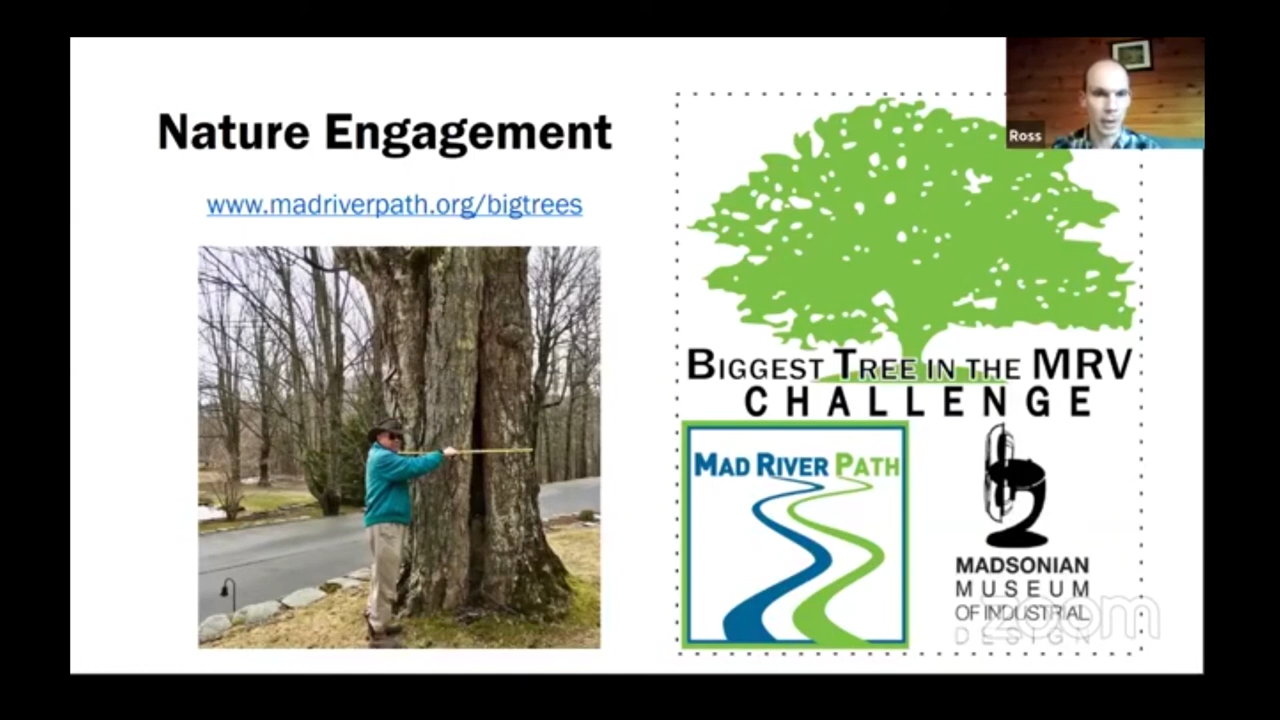 Nature Engagement
www.madriverpath.org/bigtrees
Ross
BIGGEST TREE IN THE MRV
CHALLENGE
MAD RIVER PATH
MADSONIAN
MUSEUM
OF INDUSTRIAL
DESIGN
zoom